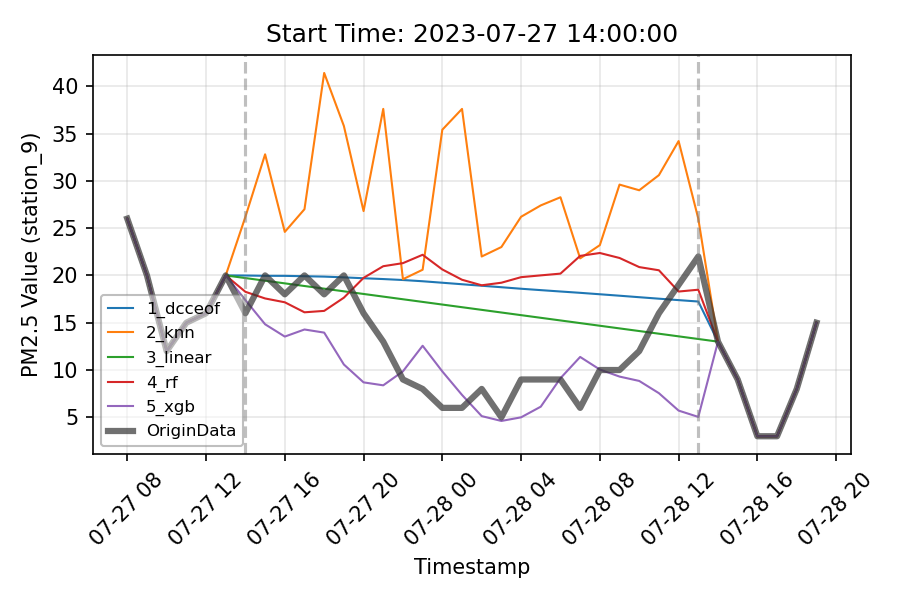 Start Time: 2023-07-27 14:00:00
PM2.5 Value (station_9)
40
35
30
25
20
15
10
5
1_dcceof
2_knn
3_linear
4_rf
5_xgb
OriginData
07-27 08
07-27 12
07-27 16
07-27 20
07-28 00
07-28 04
07-28 08
07-28 12
07-28 16
07-28 20
Timestamp